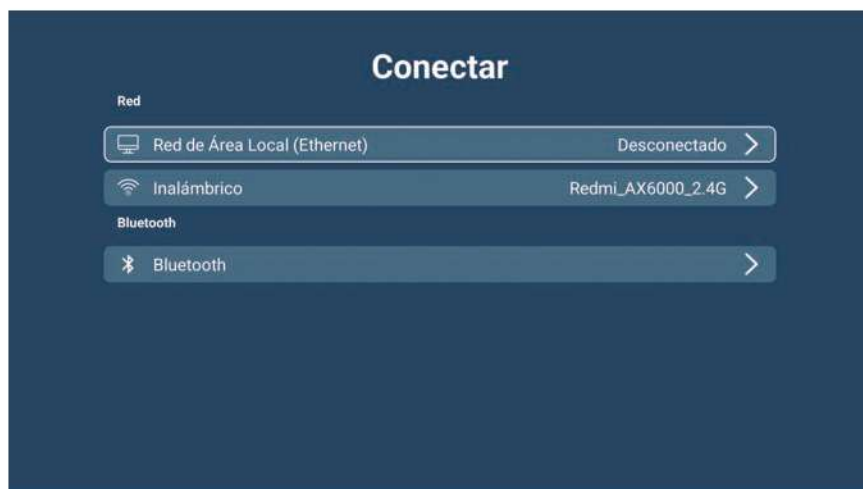 Conectar
Red
Red de Área Local (Ethernet) Desconectado
Inalámbrico Redmi_AX6000_2.4G
Bluetooth
Bluetooth